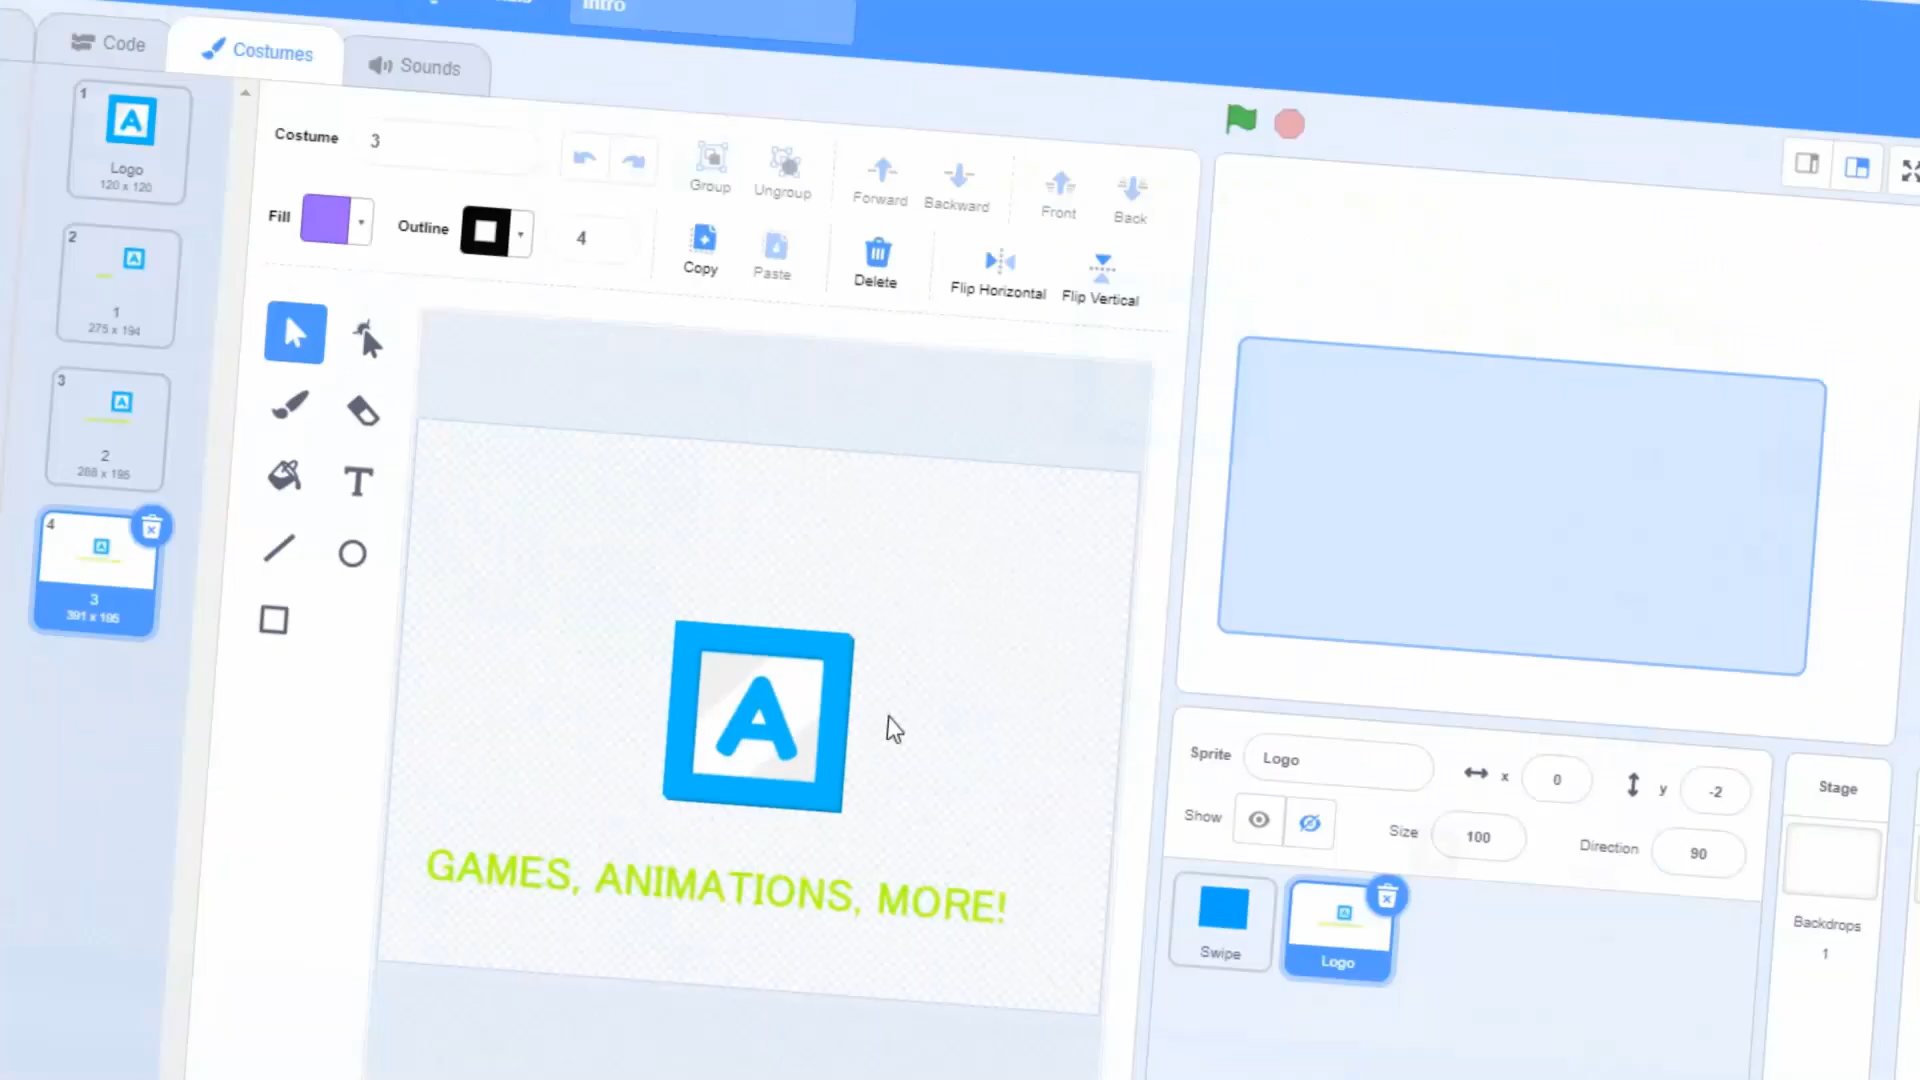 Intro
Code
Costumes
Sounds
1
A
Logo
120 x 120
2
A
1
275 x 194
3
A
2
288 x 195
4
A
3
391 x 195
Costume
3
Group
Ungroup
Forward
Backward
Front
Back
Fill
Outline
4
Copy
Paste
Delete
Flip Horizontal
Flip Vertical
T
A
GAMES, ANIMATIONS, MORE!
Sprite
Logo
x
0
y
-2
Show
Size
100
Direction
90
Swipe
A
Logo
Stage
Backdrops
1